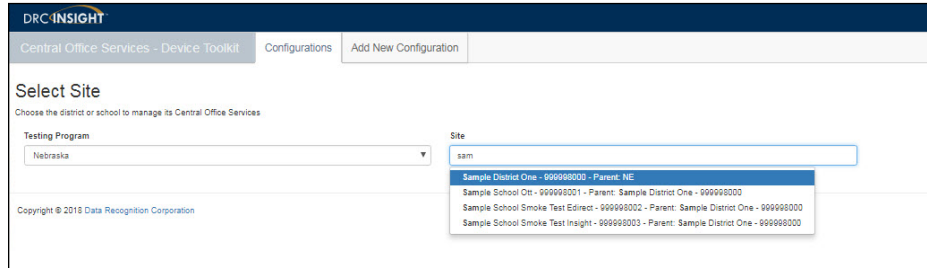 DRC INSIGHT
Central Office Services - Device Toolkit Configurations Add New Configuration
Select Site
Choose the district or school to manage its Central Office Services
Testing Program Site
Nebraska sam
Sample District One - 999998000 - Parent: NE
Sample School Ott - 999998001 - Parent: Sample District One - 999998000
Sample School Smoke Test Edirect - 999998002 - Parent: Sample District One - 999998000
Sample School Smoke Test Insight - 999998003 - Parent: Sample District One - 999998000
Copyright © 2018 Data Recognition Corporation